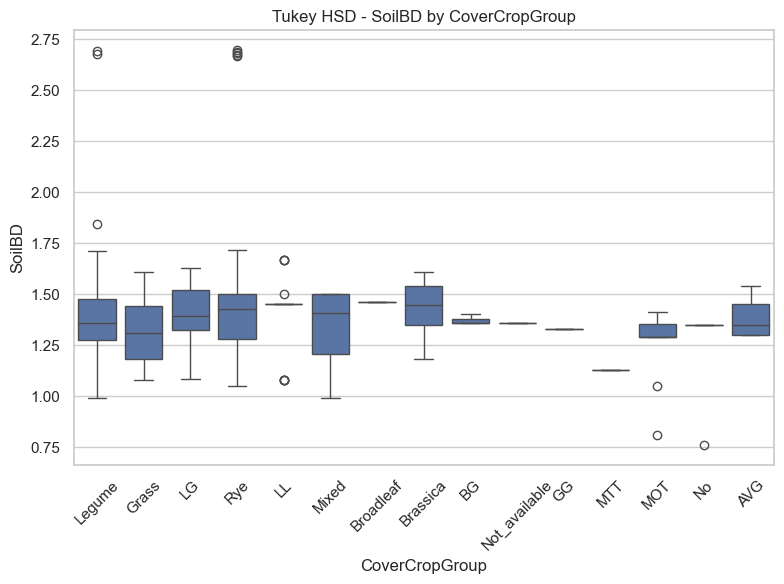 Tukey HSD - SoilBD by CoverCropGroup
2.75
2.50
2.25
2.00
1.75
1.50
1.25
1.00
0.75
SoilBD
Legume
Grass
LG
Rye
LL
Mixed
Broadleaf
Brassica
BG
Not_available
GG
MTT
MOT
No
AVG
CoverCropGroup